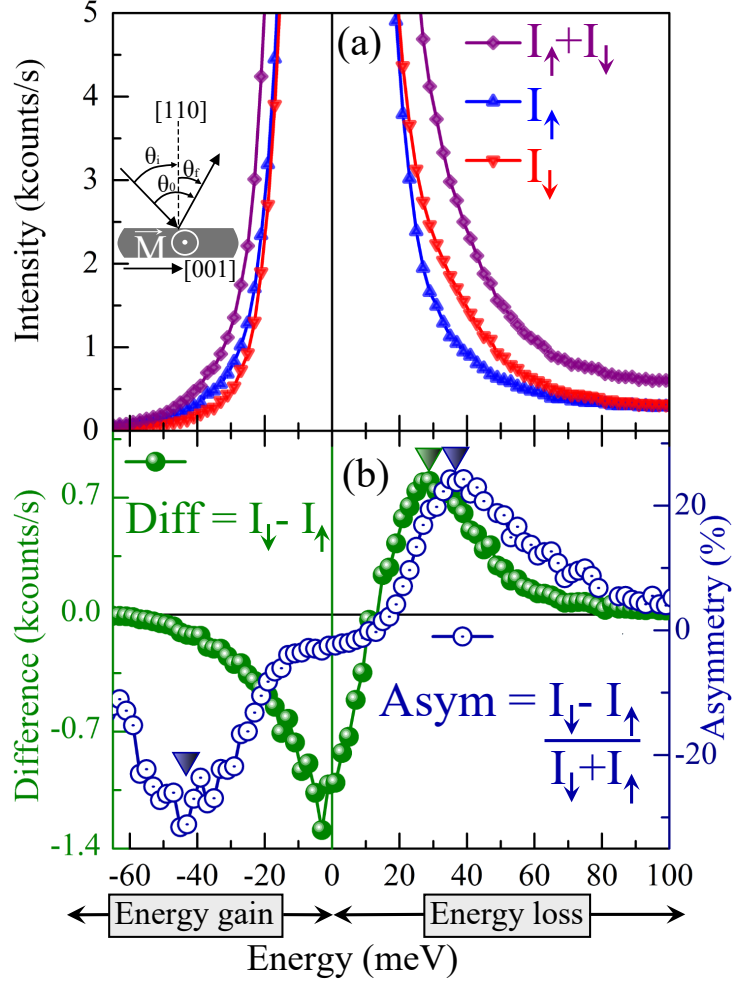 Intensity (kcounts/s)
5
4
3
2
1
0
(a)
I↑+I↓
I↑
I↓
[110]
θi
θf
θ0
M
[001]
Difference (kcounts/s)
0.7
0.0
-0.7
-1.4
(b)
Diff = I↓- I↑
Asym = I↓- I↑
I↓+I↑
20
0
-20
Asymmetry (%)
-60 -40 -20 0 20 40 60 80 100
Energy gain Energy loss
Energy (meV)